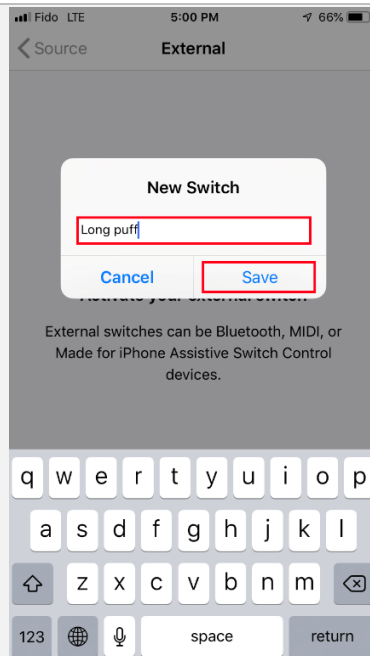 Fido LTE 5:00 PM 66%
Source External
New Switch
Long puff
Cancel Save
Activate your external switch
External switches can be Bluetooth, MIDI, or
Made for iPhone Assistive Switch Control
devices.
q w e r t y u i o p
a s d f g h j k l
z x c v b n m
123 space return